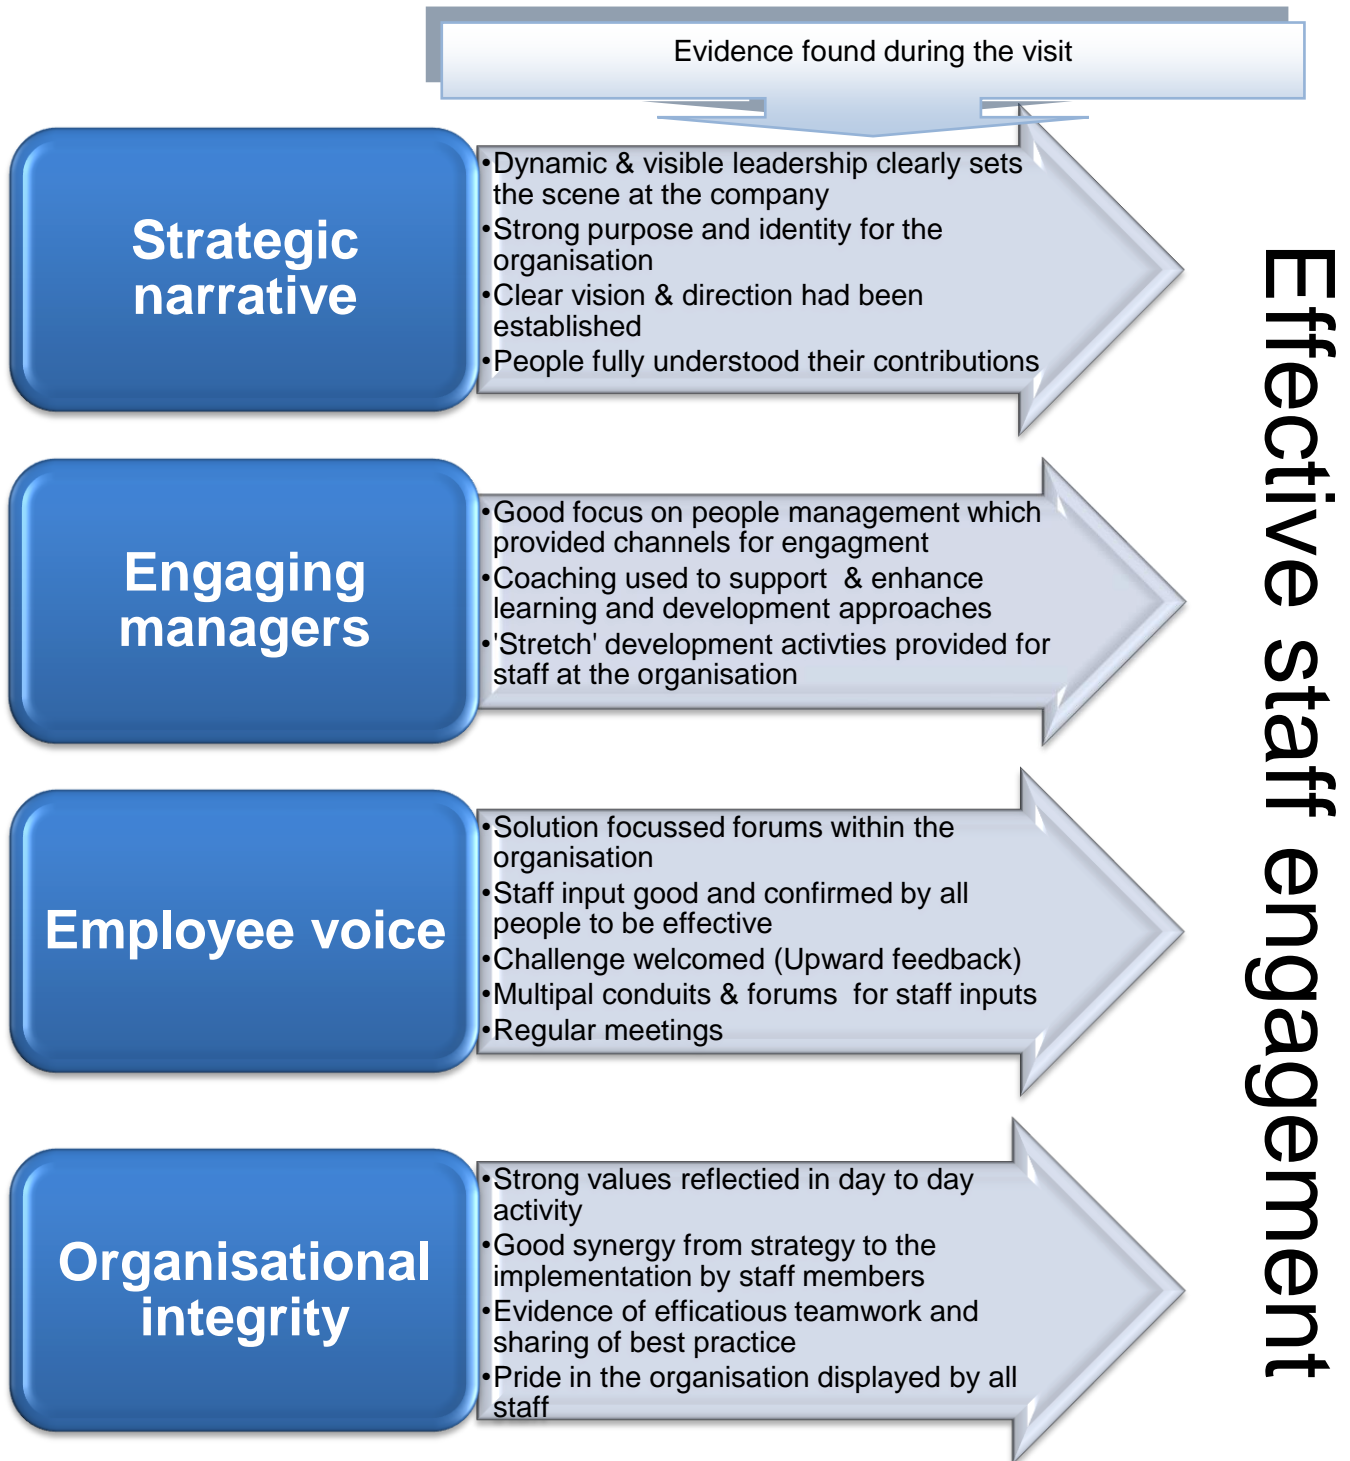 Evidence found during the visit
Strategic
narrative
•Dynamic & visible leadership clearly sets
the scene at the company
•Strong purpose and identity for the
organisation
•Clear vision & direction had been
established
•People fully understood their contributions
Engaging
managers
•Good focus on people management which
provided channels for engagment
•Coaching used to support  & enhance
learning and development approaches
•'Stretch' development activties provided for
staff at the organisation
Employee voice
•Solution focussed forums within the
organisation
•Staff input good and confirmed by all
people to be effective
•Challenge welcomed (Upward feedback)
•Multipal conduits & forums  for staff inputs
•Regular meetings
Organisational
integrity
•Strong values reflectied in day to day
activity
•Good synergy from strategy to the
implementation by staff members
•Evidence of efficatious teamwork and
sharing of best practice
•Pride in the organisation displayed by all
staff
Effective staff engagement